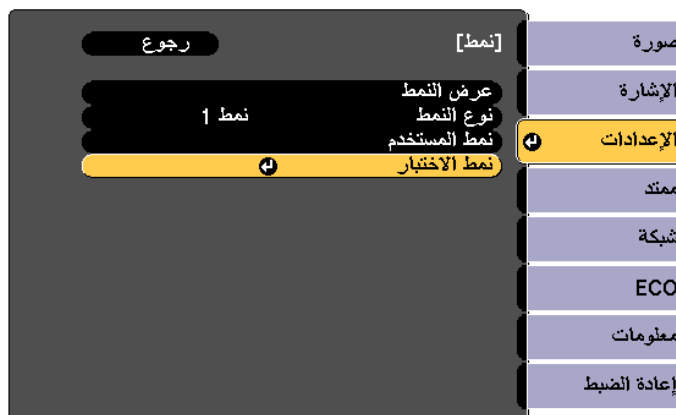 [نمط]
رجوع
عرض النمط
نوع النمط نمط 1
نمط المستخدم
نمط الاختبار
صورة
الإشارة
الإعدادات
ممتد
شبكة
ECO
معلومات
إعادة الضبط